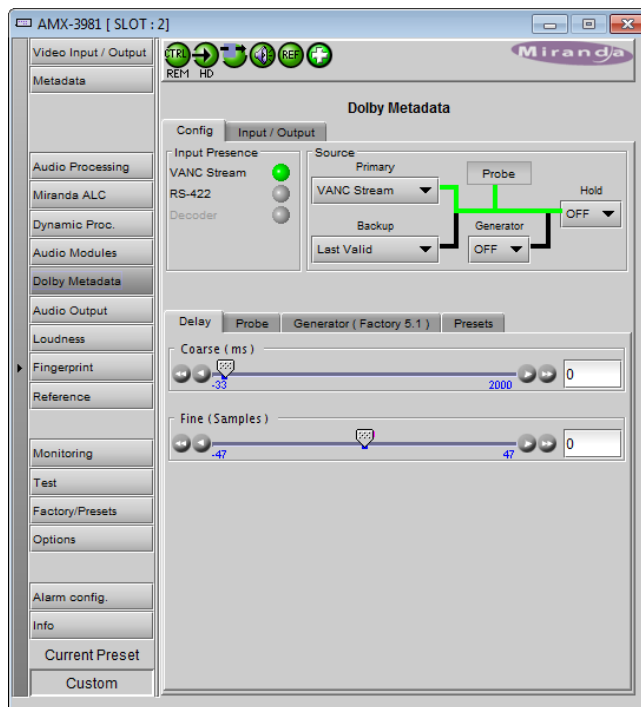 AMX-3981 [ SLOT : 2]
Video Input / Output
Metadata
Audio Processing
Miranda ALC
Dynamic Proc.
Audio Modules
Dolby Metadata
Audio Output
Loudness
Fingerprint
Reference
Monitoring
Test
Factory/Presets
Options
Alarm config.
Info
Current Preset
Custom
CTRL
REF
REM HD
Miranda
Dolby Metadata
Config Input / Output
Input Presence
VANC Stream
RS-422
Decoder
Source
Primary
VANC Stream
Probe
Hold
OFF
Backup
Last Valid
Generator
OFF
Delay Probe Generator ( Factory 5.1 ) Presets
Coarse ( ms )
-33 2000 0
Fine (Samples )
-47 47 0